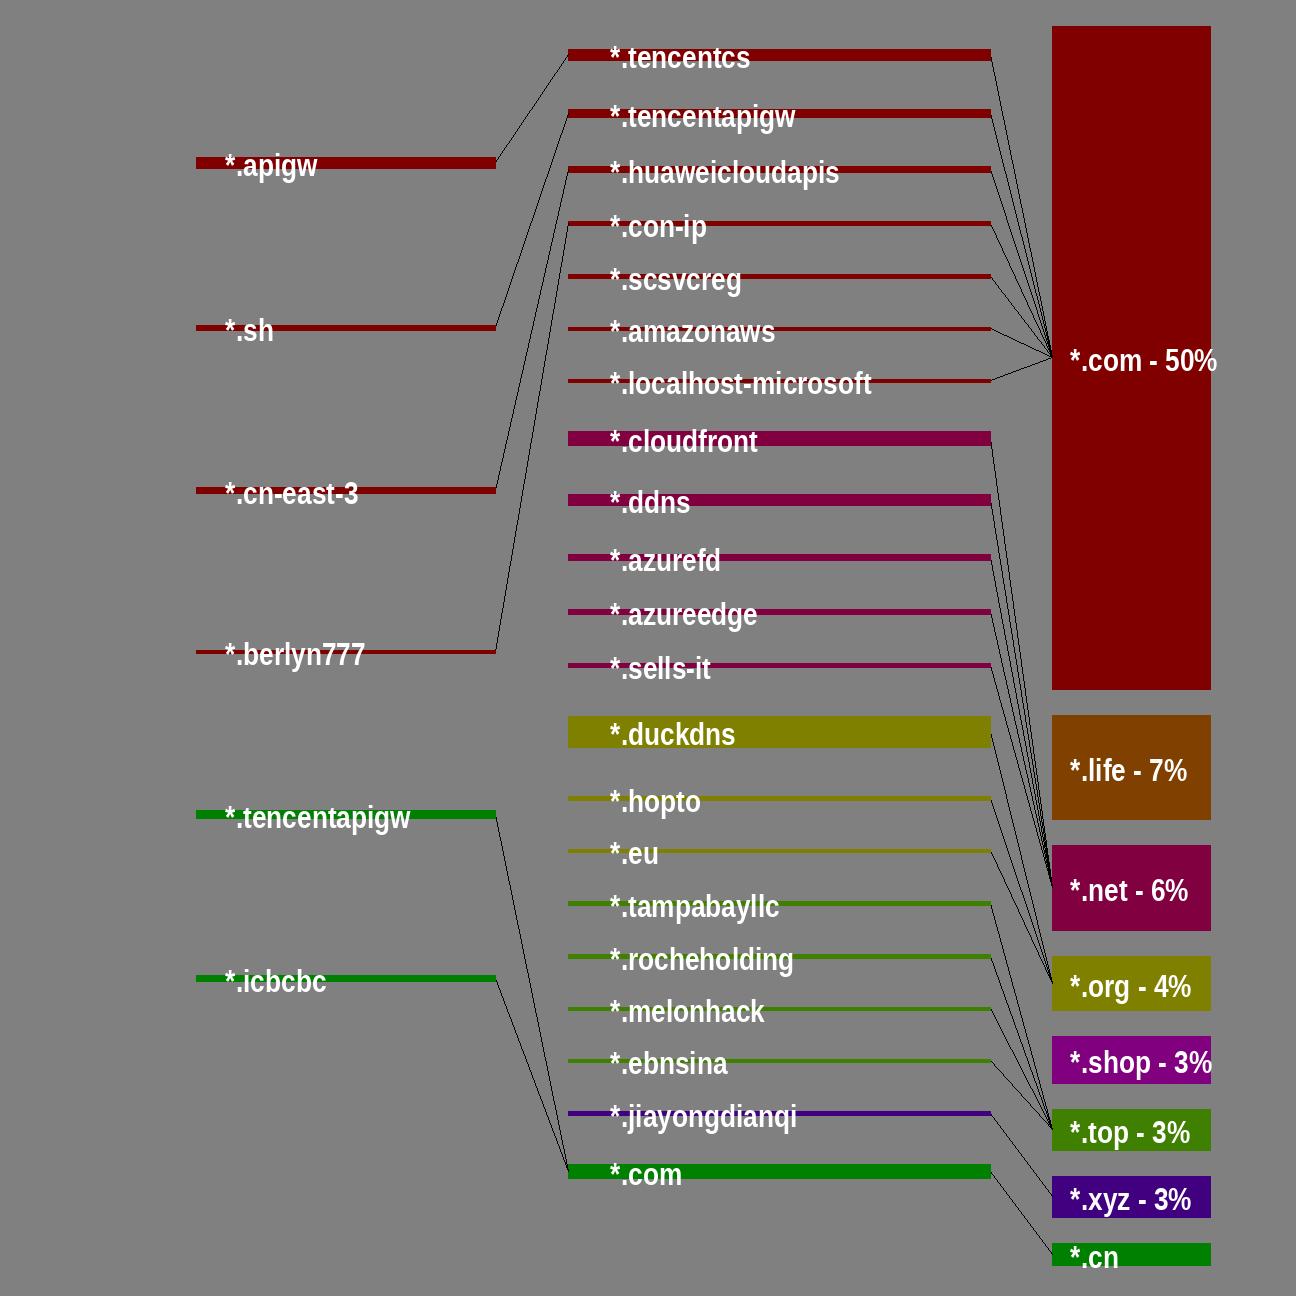 *.apigw
*.sh
*.cn-east-3
*.berlyn777
*.tencentapigw
*.icbcbc
*.tencentcs
*.tencentapigw
*.huaweicloudapis
*.con-ip
*.scsvcreg
*.amazonaws
*.localhost-microsoft
*.cloudfront
*.ddns
*.azurefd
*.azureedge
*.sells-it
*.duckdns
*.hopto
*.eu
*.tampabayllc
*.rocheholding
*.melonhack
*.ebnsina
*.jiayongdianqi
*.com
*.com - 50%
*.life - 7%
*.net - 6%
*.org - 4%
*.shop - 3%
*.top - 3%
*.xyz - 3%
*.cn